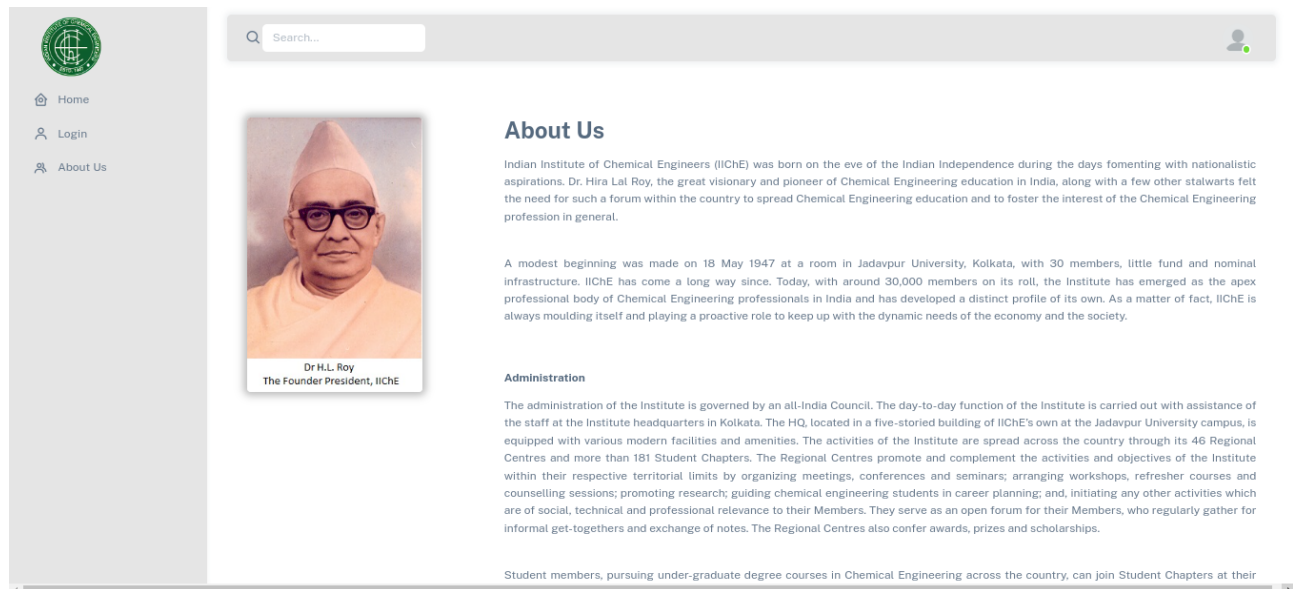 INDIAN INSTITUTE OF CHEMICAL ENGINEERS
ESTD. 1947
Home
Login
About Us
Search...
Dr H.L. Roy
The Founder President, IIChE
About Us
Indian Institute of Chemical Engineers (IIChE) was born on the eve of the Indian Independence during the days fomenting with nationalistic
aspirations. Dr. Hira Lal Roy, the great visionary and pioneer of Chemical Engineering education in India, along with a few other stalwarts felt
the need for such a forum within the country to spread Chemical Engineering education and to foster the interest of the Chemical Engineering
profession in general.
A modest beginning was made on 18 May 1947 at a room in Jadavpur University, Kolkata, with 30 members, little fund and nominal
infrastructure. IIChE has come a long way since. Today, with around 30,000 members on its roll, the Institute has emerged as the apex
professional body of Chemical Engineering professionals in India and has developed a distinct profile of its own. As a matter of fact, IIChE is
always moulding itself and playing a proactive role to keep up with the dynamic needs of the economy and the society.
Administration
The administration of the Institute is governed by an all-India Council. The day-to-day function of the Institute is carried out with assistance of
the staff at the Institute headquarters in Kolkata. The HQ, located in a five-storied building of IIChE's own at the Jadavpur University campus, is
equipped with various modern facilities and amenities. The activities of the Institute are spread across the country through its 46 Regional
Centres and more than 181 Student Chapters. The Regional Centres promote and complement the activities and objectives of the Institute
within their respective territorial limits by organizing meetings, conferences and seminars; arranging workshops, refresher courses and
counselling sessions; promoting research; guiding chemical engineering students in career planning; and, initiating any other activities which
are of social, technical and professional relevance to their Members. They serve as an open forum for their Members, who regularly gather for
informal get-togethers and exchange of notes. The Regional Centres also confer awards, prizes and scholarships.
Student members, pursuing under-graduate degree courses in Chemical Engineering across the country, can join Student Chapters at their